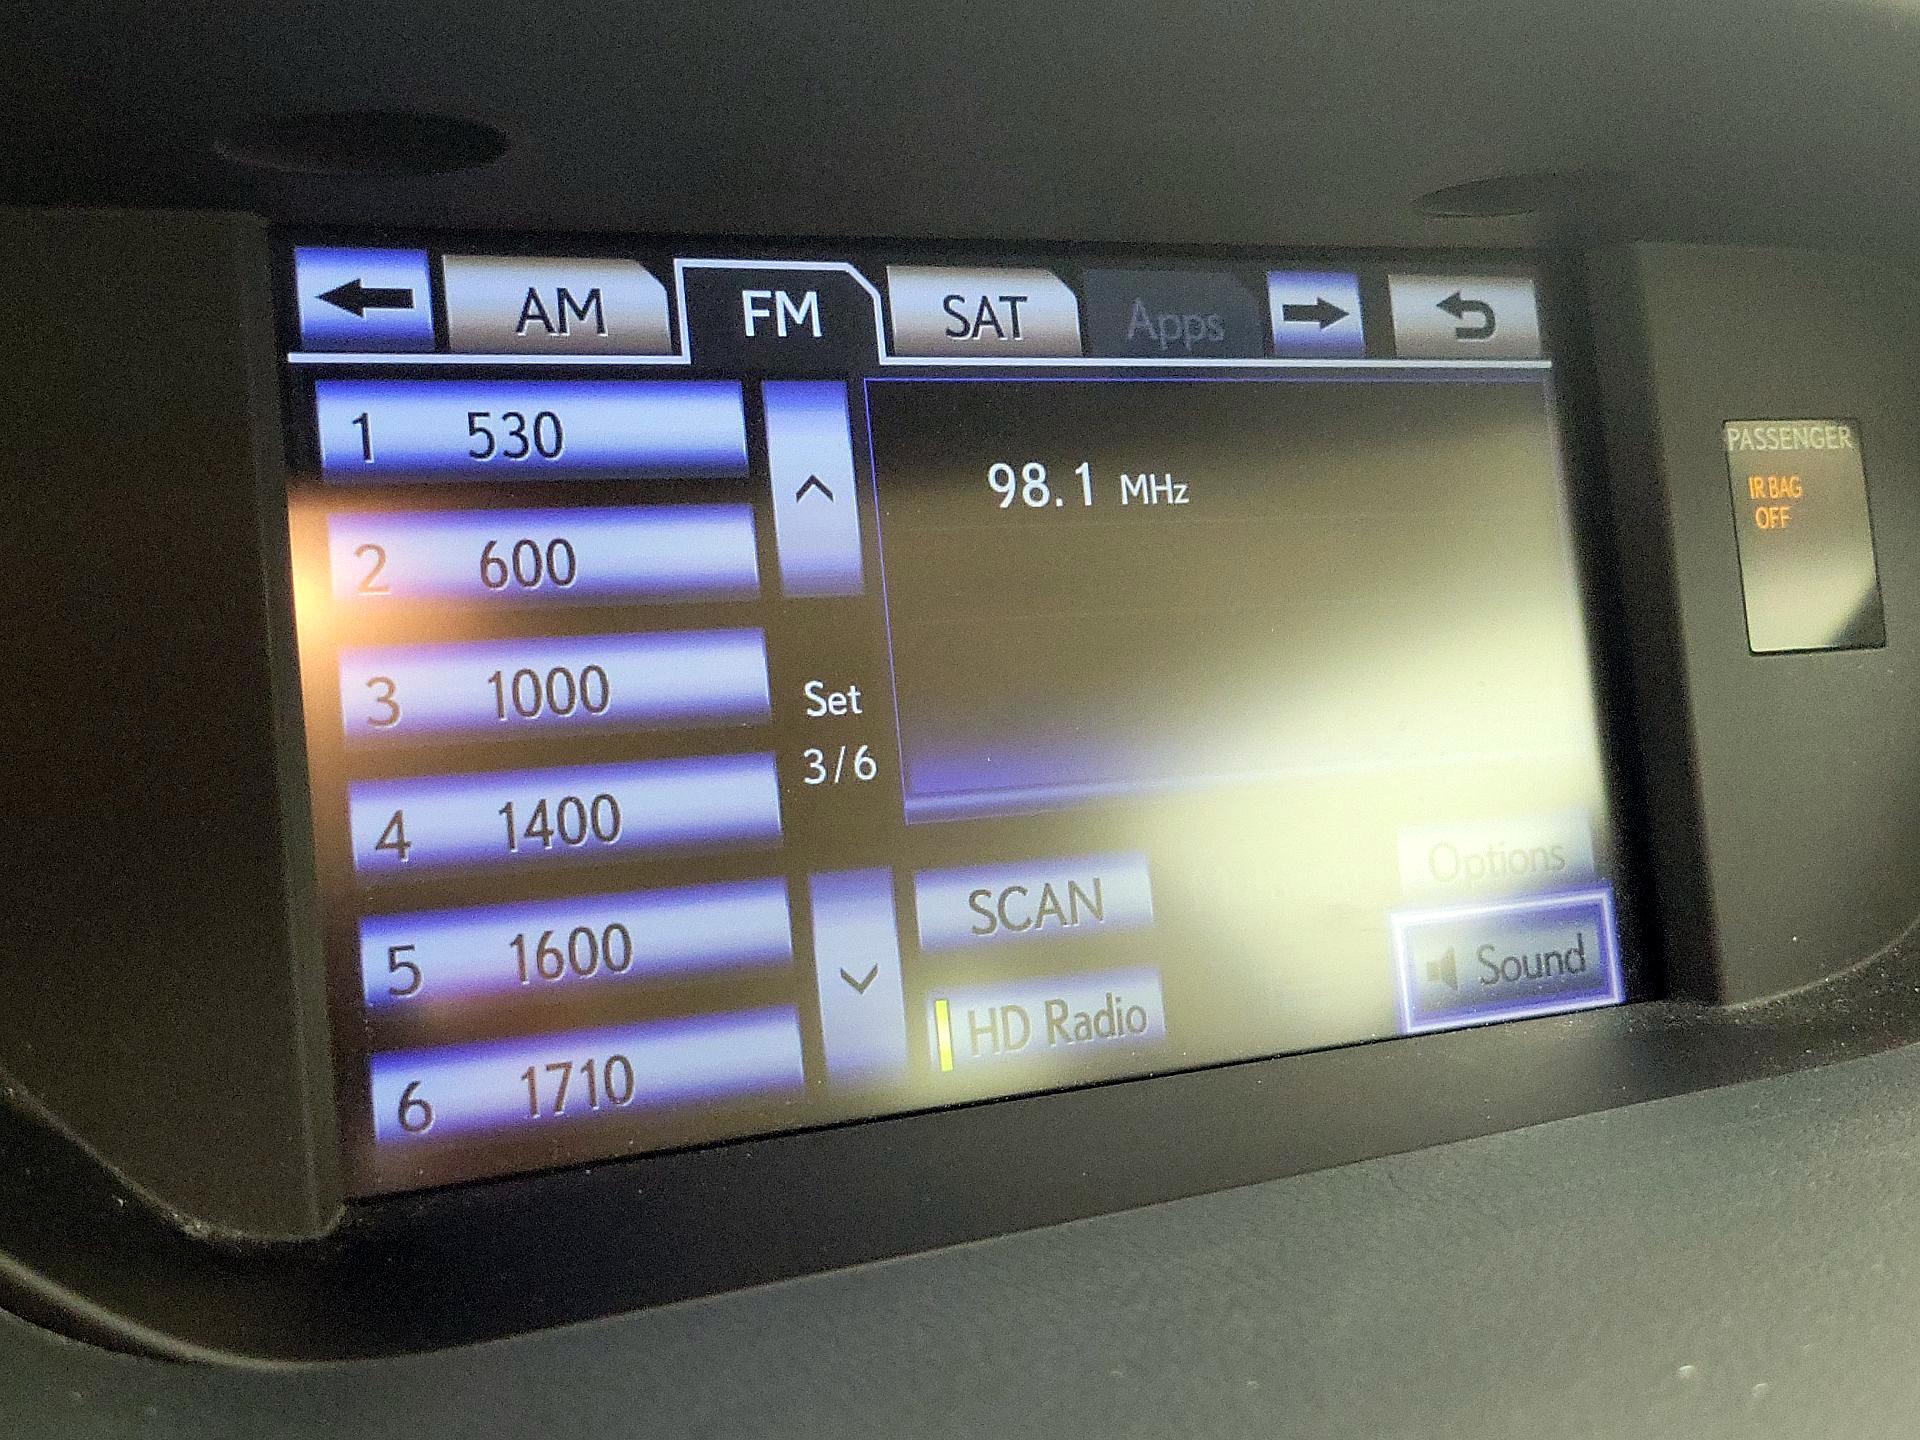 AM FM SAT Apps
1 530
2 600
3 1000
4 1400
5 1600
6 1710
Set
3/6
98.1 MHz
SCAN
HD Radio
Options
Sound
PASSENGER
IR BAG
OFF